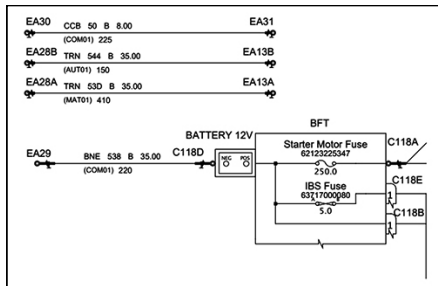 EA30 CCB 50 B 8.00 EA31
(COM01) 225
EA28B TRN 544 B 35.00 EA13B
(AUT01) 150
EA28A TRN 53D B 35.00 EA13A
(MAT01) 410
BFT
BATTERY 12V
Starter Motor Fuse
62123225347
C118A
NEG POS
250.0
EA29 BNE 538 B 35.00 C118D
(COM01) 220
C118E
IBS Fuse
63717000080
1
5.0
C118B
1